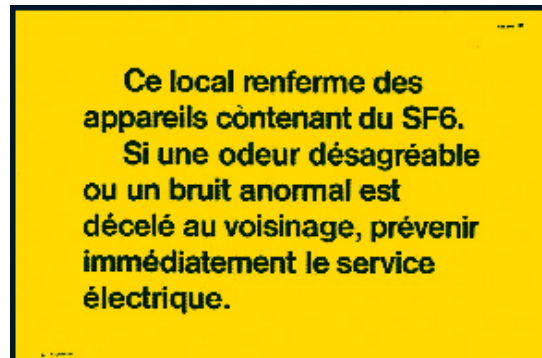 Ce local renferme des
appareils contenant du SF6.
Si une odeur désagréable
ou un bruit anormal est
décelé au voisinage, prévenir
immédiatement le service
électrique.